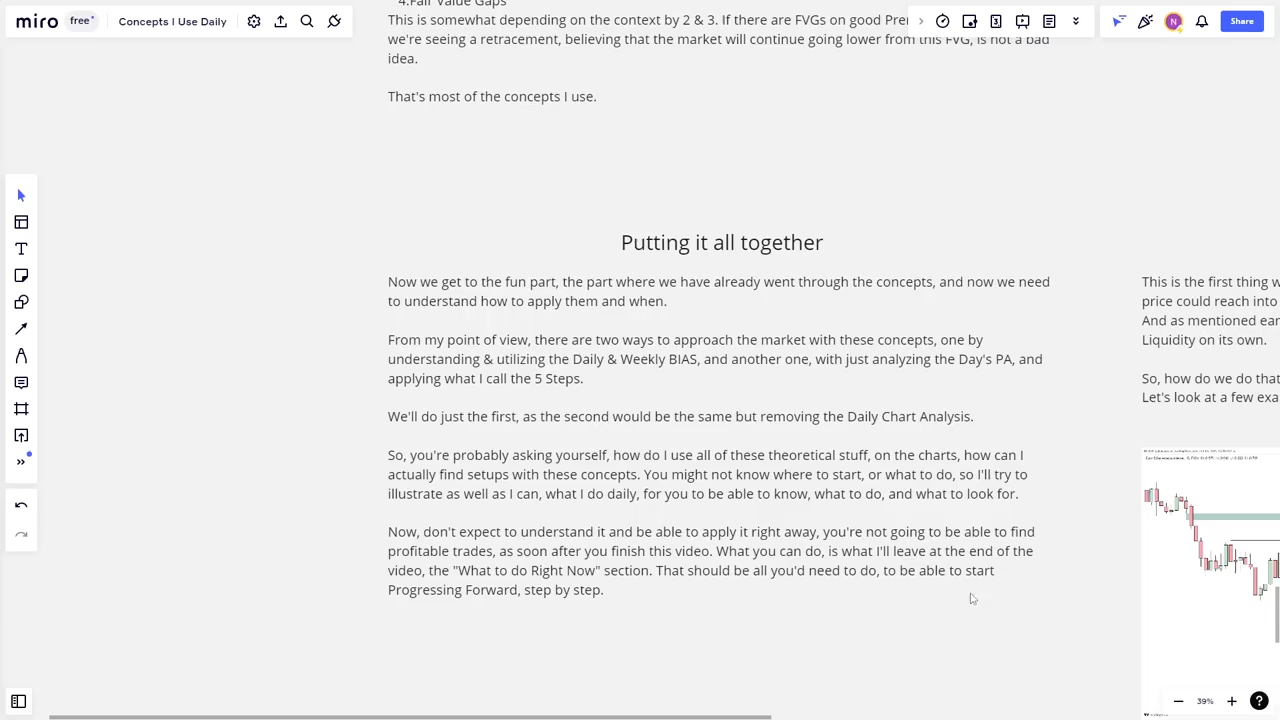 4.Fair Value Gaps
miro
free
Concepts I Use Daily
Share
This is somewhat depending on the context by 2 & 3. If there are FVGs on good
we're seeing a retracement, believing that the market will continue going lower from this FVG, is not a bad
idea.
That's most of the concepts I use.
Putting it all together
Now we get to the fun part, the part where we have already went through the concepts, and now we need
to understand how to apply them and when.
From my point of view, there are two ways to approach the market with these concepts, one by
understanding & utilizing the Daily & Weekly BIAS, and another one, with just analyzing the Day's PA, and
applying what I call the 5 Steps.
We'll do just the first, as the second would be the same but removing the Daily Chart Analysis.
So, you're probably asking yourself, how do I use all of these theoretical stuff, on the charts, how can I
actually find setups with these concepts. You might not know where to start, or what to do, so I'll try to
illustrate as well as I can, what I do daily, for you to be able to know, what to do, and what to look for.
Now, don't expect to understand it and be able to apply it right away, you're not going to be able to find
profitable trades, as soon after you finish this video. What you can do, is what I'll leave at the end of the
video, the "What to do Right Now" section. That should be all you'd need to do, to be able to start
Progressing Forward, step by step.
This is the first thing
price could reach into
And as mentioned
Liquidity on its own.
So, how do we do that
Let's look at a few
39%